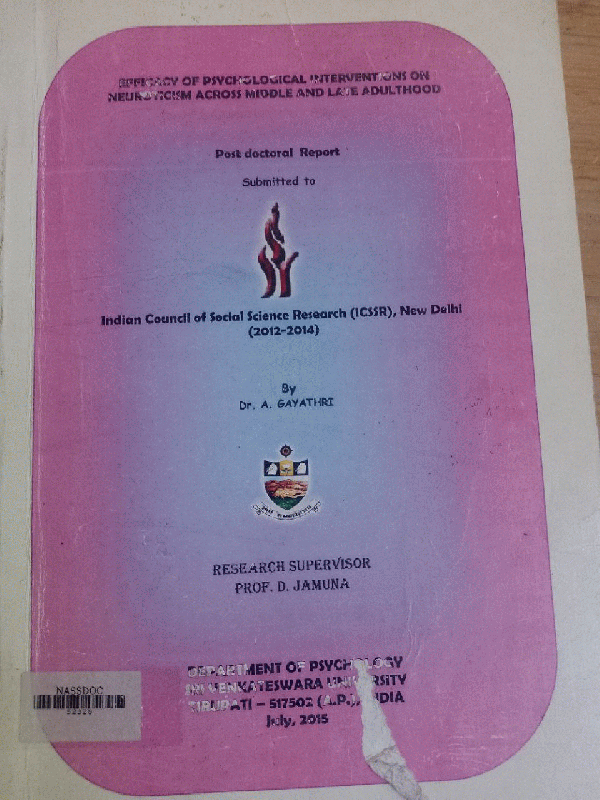 EFFICACY OF PSYCHOLOGICAL INTERVENTIONS ON
NEUROTICISM ACROSS MIDDLE AND LATE ADULTHOOD
Post doctoral Report
Submitted to
Indian Council of Social Science Research (ICSSR), New Delhi
(2012-2014)
By
Dr. A. GAYATHRI
RESEARCH SUPERVISOR
PROF. D. JAMUNA
DEPARTMENT OF PSYCHOLOGY
SRI VENKATESWARA UNIVERSITY
TIRUPATI – 517502 (A.P.), INDIA
July, 2015
NASSDOC